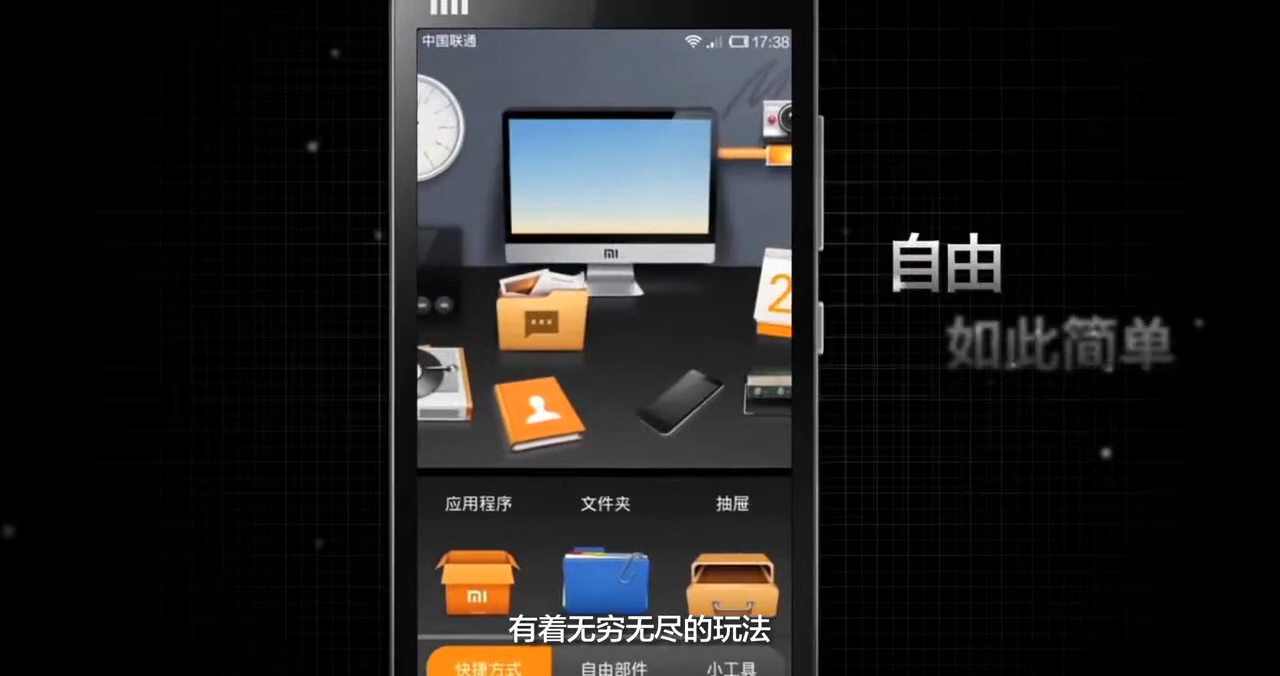 中国联通
17:38
mi
2
自由
如此简单
应用程序
文件夹
抽屉
mi
有着无穷无尽的玩法
快捷方式
自由部件
小工具